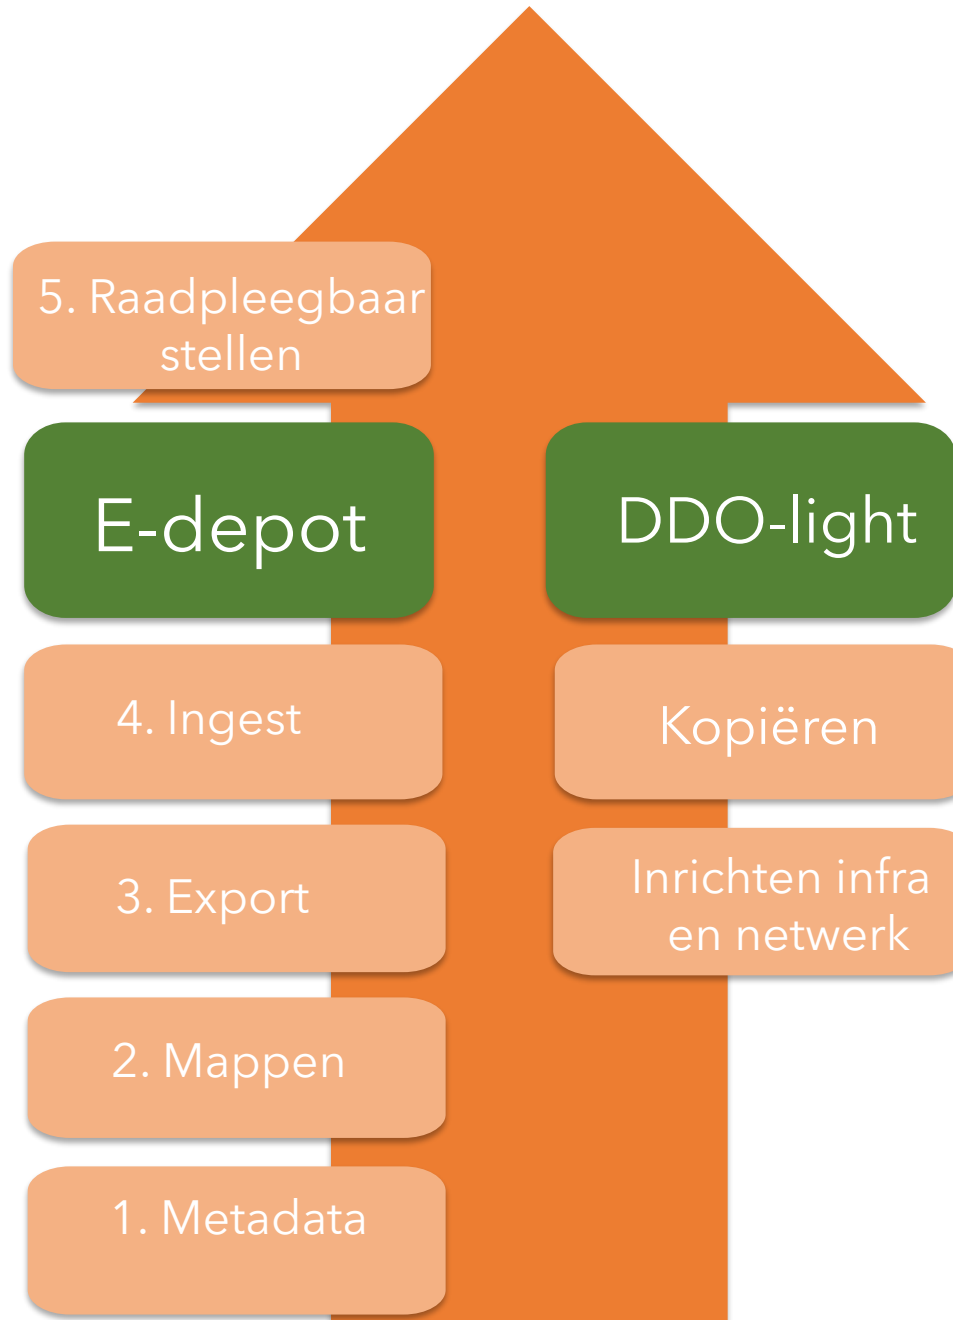 5. Raadpleegbaar
stellen
E-depot
DDO-light
4. Ingest
Kopiëren
3. Export
Inrichten infra
en netwerk
2. Mappen
1. Metadata